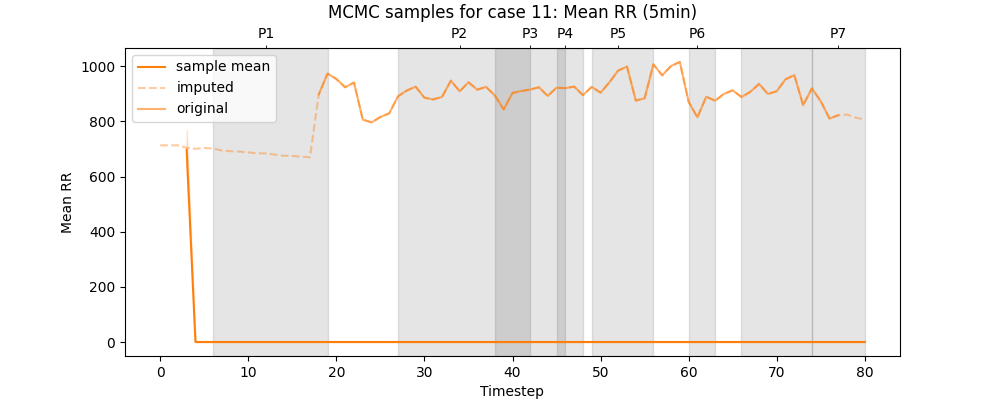 MCMC samples for case 11: Mean RR (5min)
P1 P2 P3 P4 P5 P6 P7
sample mean
imputed
original
1000
800
600
400
200
0
Mean RR
0 10 20 30 40 50 60 70 80
Timestep